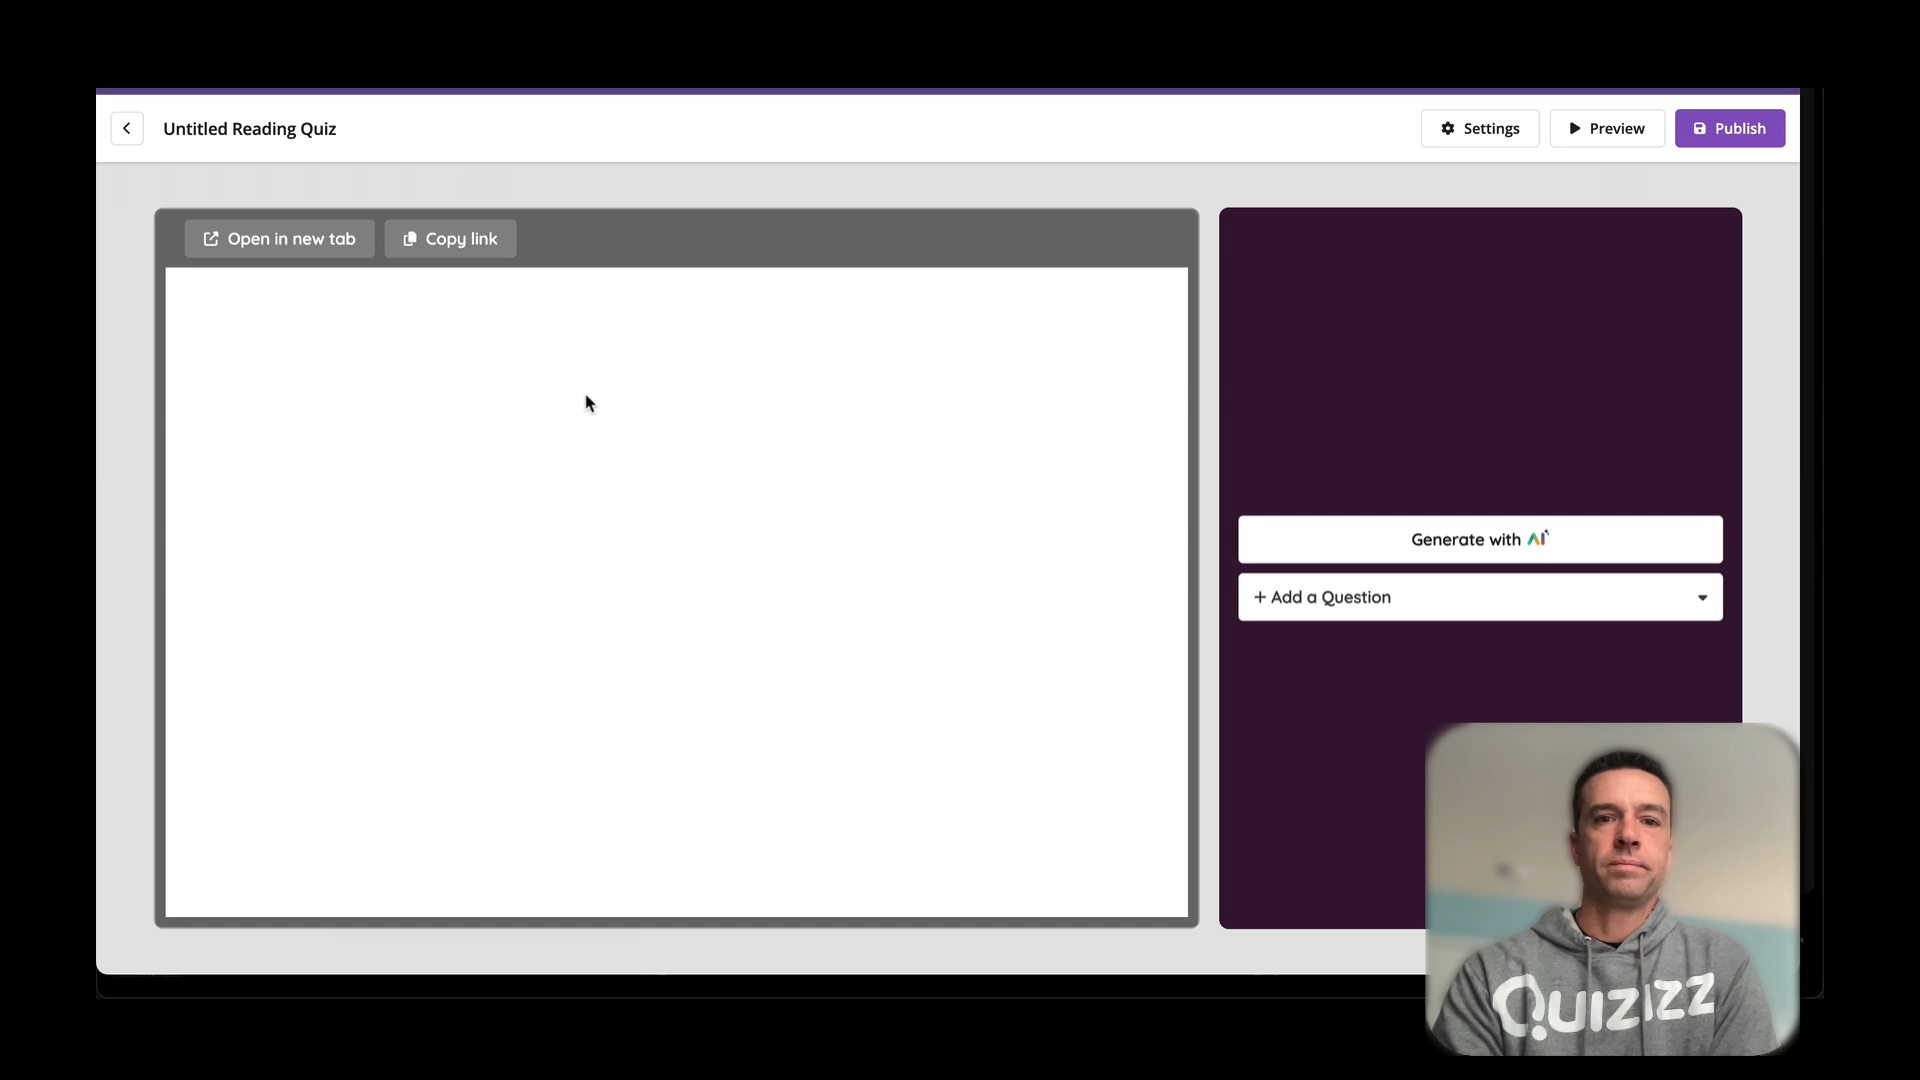 Untitled Reading Quiz
Settings
Preview
Publish
Open in new tab
Copy link
Generate with AI
+ Add a Question
QUIZIZZ